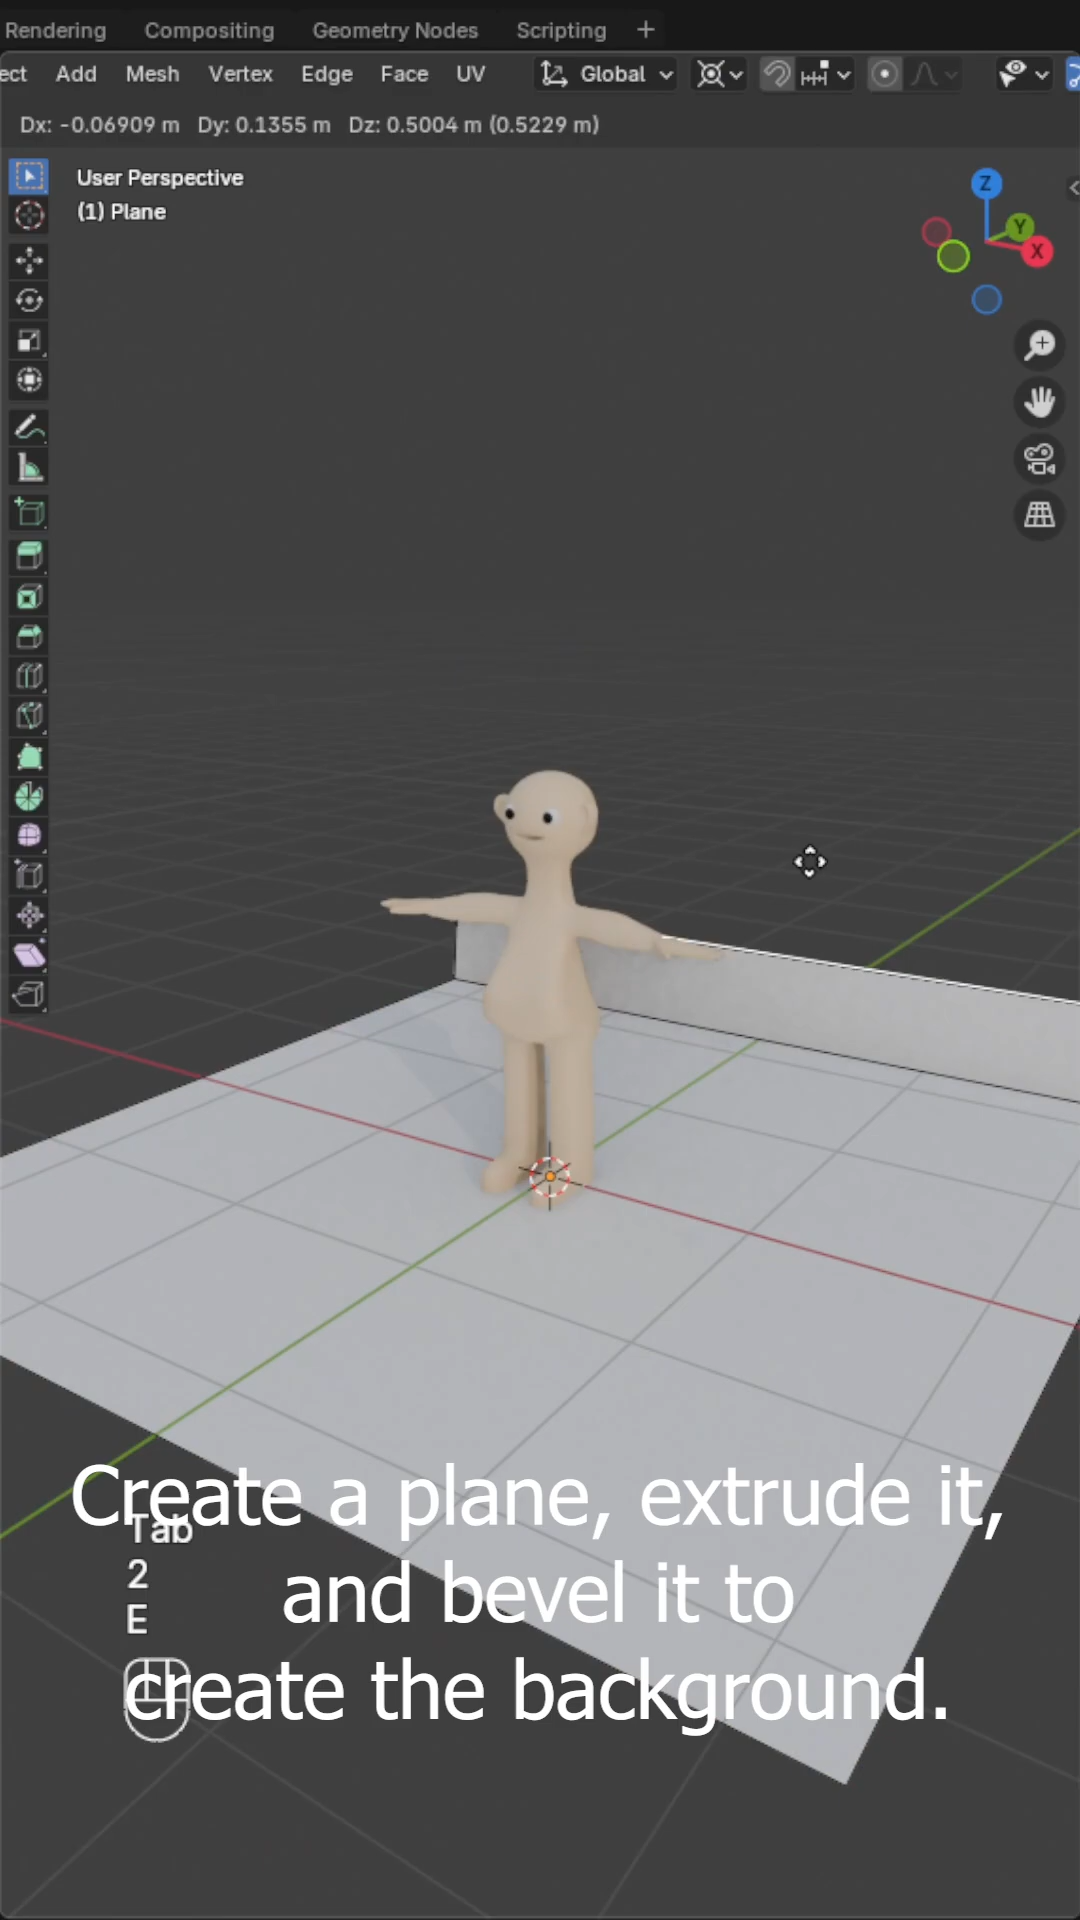 Rendering Compositing Geometry Nodes Scripting +
ect Add Mesh Vertex Edge Face UV Global
Dx: -0.06909 m Dy: 0.1355 m Dz: 0.5004 m (0.5229 m)
User Perspective
(1) Plane
Z
Y
X
Create a plane, extrude it,
Tab
2
and bevel it to
E
create the background.